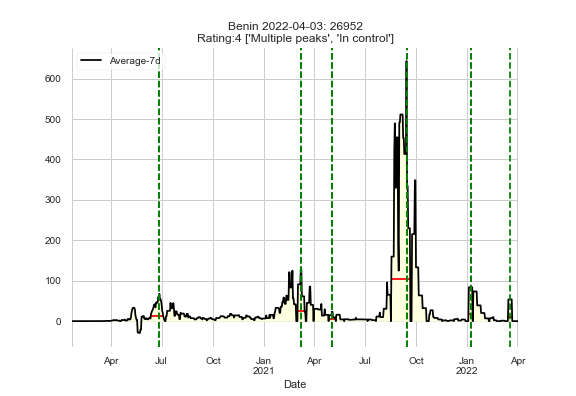 Benin 2022-04-03: 26952
Rating:4 ['Multiple peaks', 'In control']
Average-7d
600
500
400
300
200
100
0
Apr Jul Oct Jan Apr Jul Oct Jan Apr
2021 2022
Date